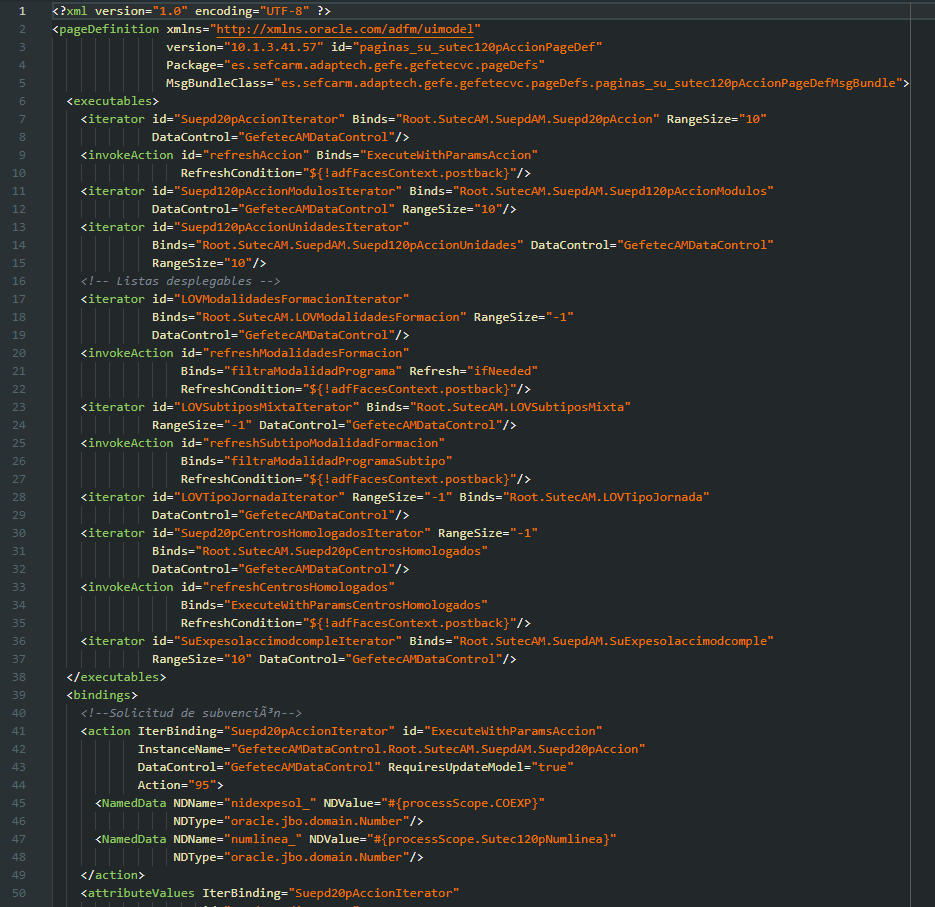 1 <?xml version="1.0" encoding="UTF-8" ?>
2 <pageDefinition xmlns="http://xmlns.oracle.com/adfm/uimodel"
3 version="10.1.3.41.57" id="paginas_su_sutec120pAccionPageDef"
4 Package="es.sefcarm.adaptech.gefe.gefetecvc.pageDefs"
5 MsgBundleClass="es.sefcarm.adaptech.gefe.gefetecvc.pageDefs.paginas_su_sutec120pAccionPageDefMsgBundle">
6 <executables>
7 <iterator id="Suepd20pAccionIterator" Binds="Root.SutecAM.SuepdAM.Suepd20pAccion" RangeSize="10"
8 DataControl="GefetecAMDataControl"/>
9 <invokeAction id="refreshAccion" Binds="ExecuteWithParamsAccion"
10 RefreshCondition="${!adfFacesContext.postback}"/>
11 <iterator id="Suepd120pAccionModulosIterator" Binds="Root.SutecAM.SuepdAM.Suepd120pAccionModulos"
12 DataControl="GefetecAMDataControl" RangeSize="10"/>
13 <iterator id="Suepd120pAccionUnidadesIterator"
14 Binds="Root.SutecAM.SuepdAM.Suepd120pAccionUnidades" DataControl="GefetecAMDataControl"
15 RangeSize="10"/>
16 <!-- Listas desplegables -->
17 <iterator id="LOVModalidadesFormacionIterator"
18 Binds="Root.SutecAM.LOVModalidadesFormacion" RangeSize="-1"
19 DataControl="GefetecAMDataControl"/>
20 <invokeAction id="refreshModalidadesFormacion"
21 Binds="filtraModalidadPrograma" Refresh="ifNeeded"
22 RefreshCondition="${!adfFacesContext.postback}"/>
23 <iterator id="LOVSubtiposMixtaIterator" Binds="Root.SutecAM.LOVSubtiposMixta"
24 RangeSize="-1" DataControl="GefetecAMDataControl"/>
25 <invokeAction id="refreshSubtipoModalidadFormacion"
26 Binds="filtraModalidadProgramaSubtipo"
27 RefreshCondition="${!adfFacesContext.postback}"/>
28 <iterator id="LOVTipoJornadaIterator" RangeSize="-1" Binds="Root.SutecAM.LOVTipoJornada"
29 DataControl="GefetecAMDataControl"/>
30 <iterator id="Suepd20pCentrosHomologadosIterator" RangeSize="-1"
31 Binds="Root.SutecAM.Suepd20pCentrosHomologados"
32 DataControl="GefetecAMDataControl"/>
33 <invokeAction id="refreshCentrosHomologados"
34 Binds="ExecuteWithParamsCentrosHomologados"
35 RefreshCondition="${!adfFacesContext.postback}"/>
36 <iterator id="SuExpesolaccimodcompleIterator" Binds="Root.SutecAM.SuepdAM.SuExpesolaccimodcomple"
37 RangeSize="10" DataControl="GefetecAMDataControl"/>
38 </executables>
39 <bindings>
40 <!--Solicitud de subvenciÃ³n-->
41 <action IterBinding="Suepd20pAccionIterator" id="ExecuteWithParamsAccion"
42 InstanceName="GefetecAMDataControl.Root.SutecAM.SuepdAM.Suepd20pAccion"
43 DataControl="GefetecAMDataControl" RequiresUpdateModel="true"
44 Action="95">
45 <NamedData NDName="nidexpesol_" NDValue="#{processScope.COEXP}"
46 NDType="oracle.jbo.domain.Number"/>
47 <NamedData NDName="numlinea_" NDValue="#{processScope.Sutec120pNumlinea}"
48 NDType="oracle.jbo.domain.Number"/>
49 </action>
50 <attributeValues IterBinding="Suepd20pAccionIterator"